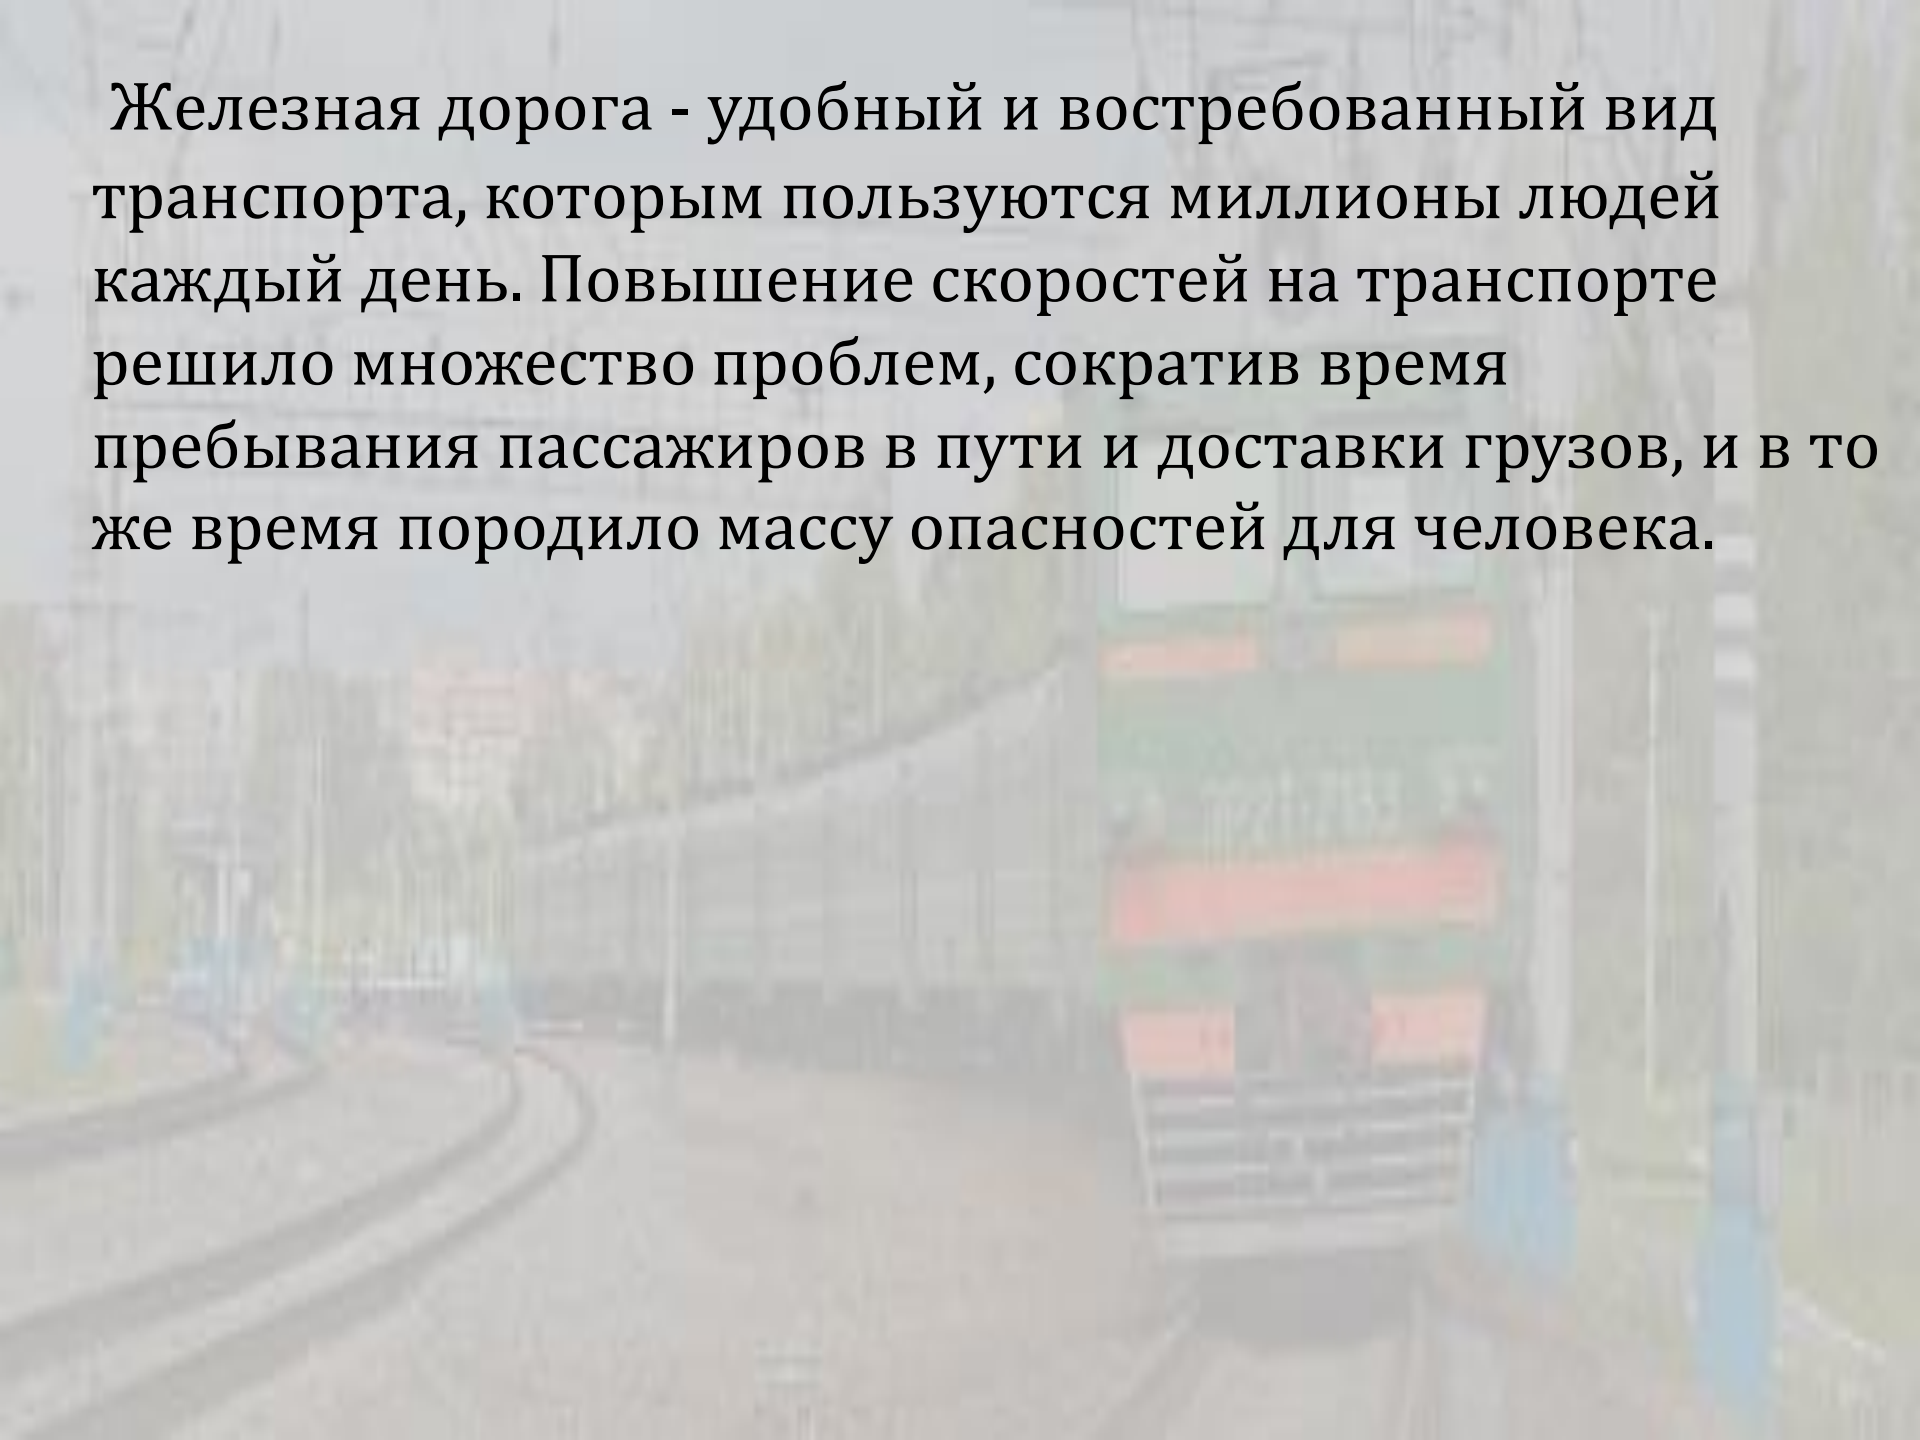 Железная дорога - удобный и востребованный вид
транспорта, которым пользуются миллионы людей
каждый день. Повышение скоростей на транспорте
решило множество проблем, сократив время
пребывания пассажиров в пути и доставки грузов, и в то
же время породило массу опасностей для человека.